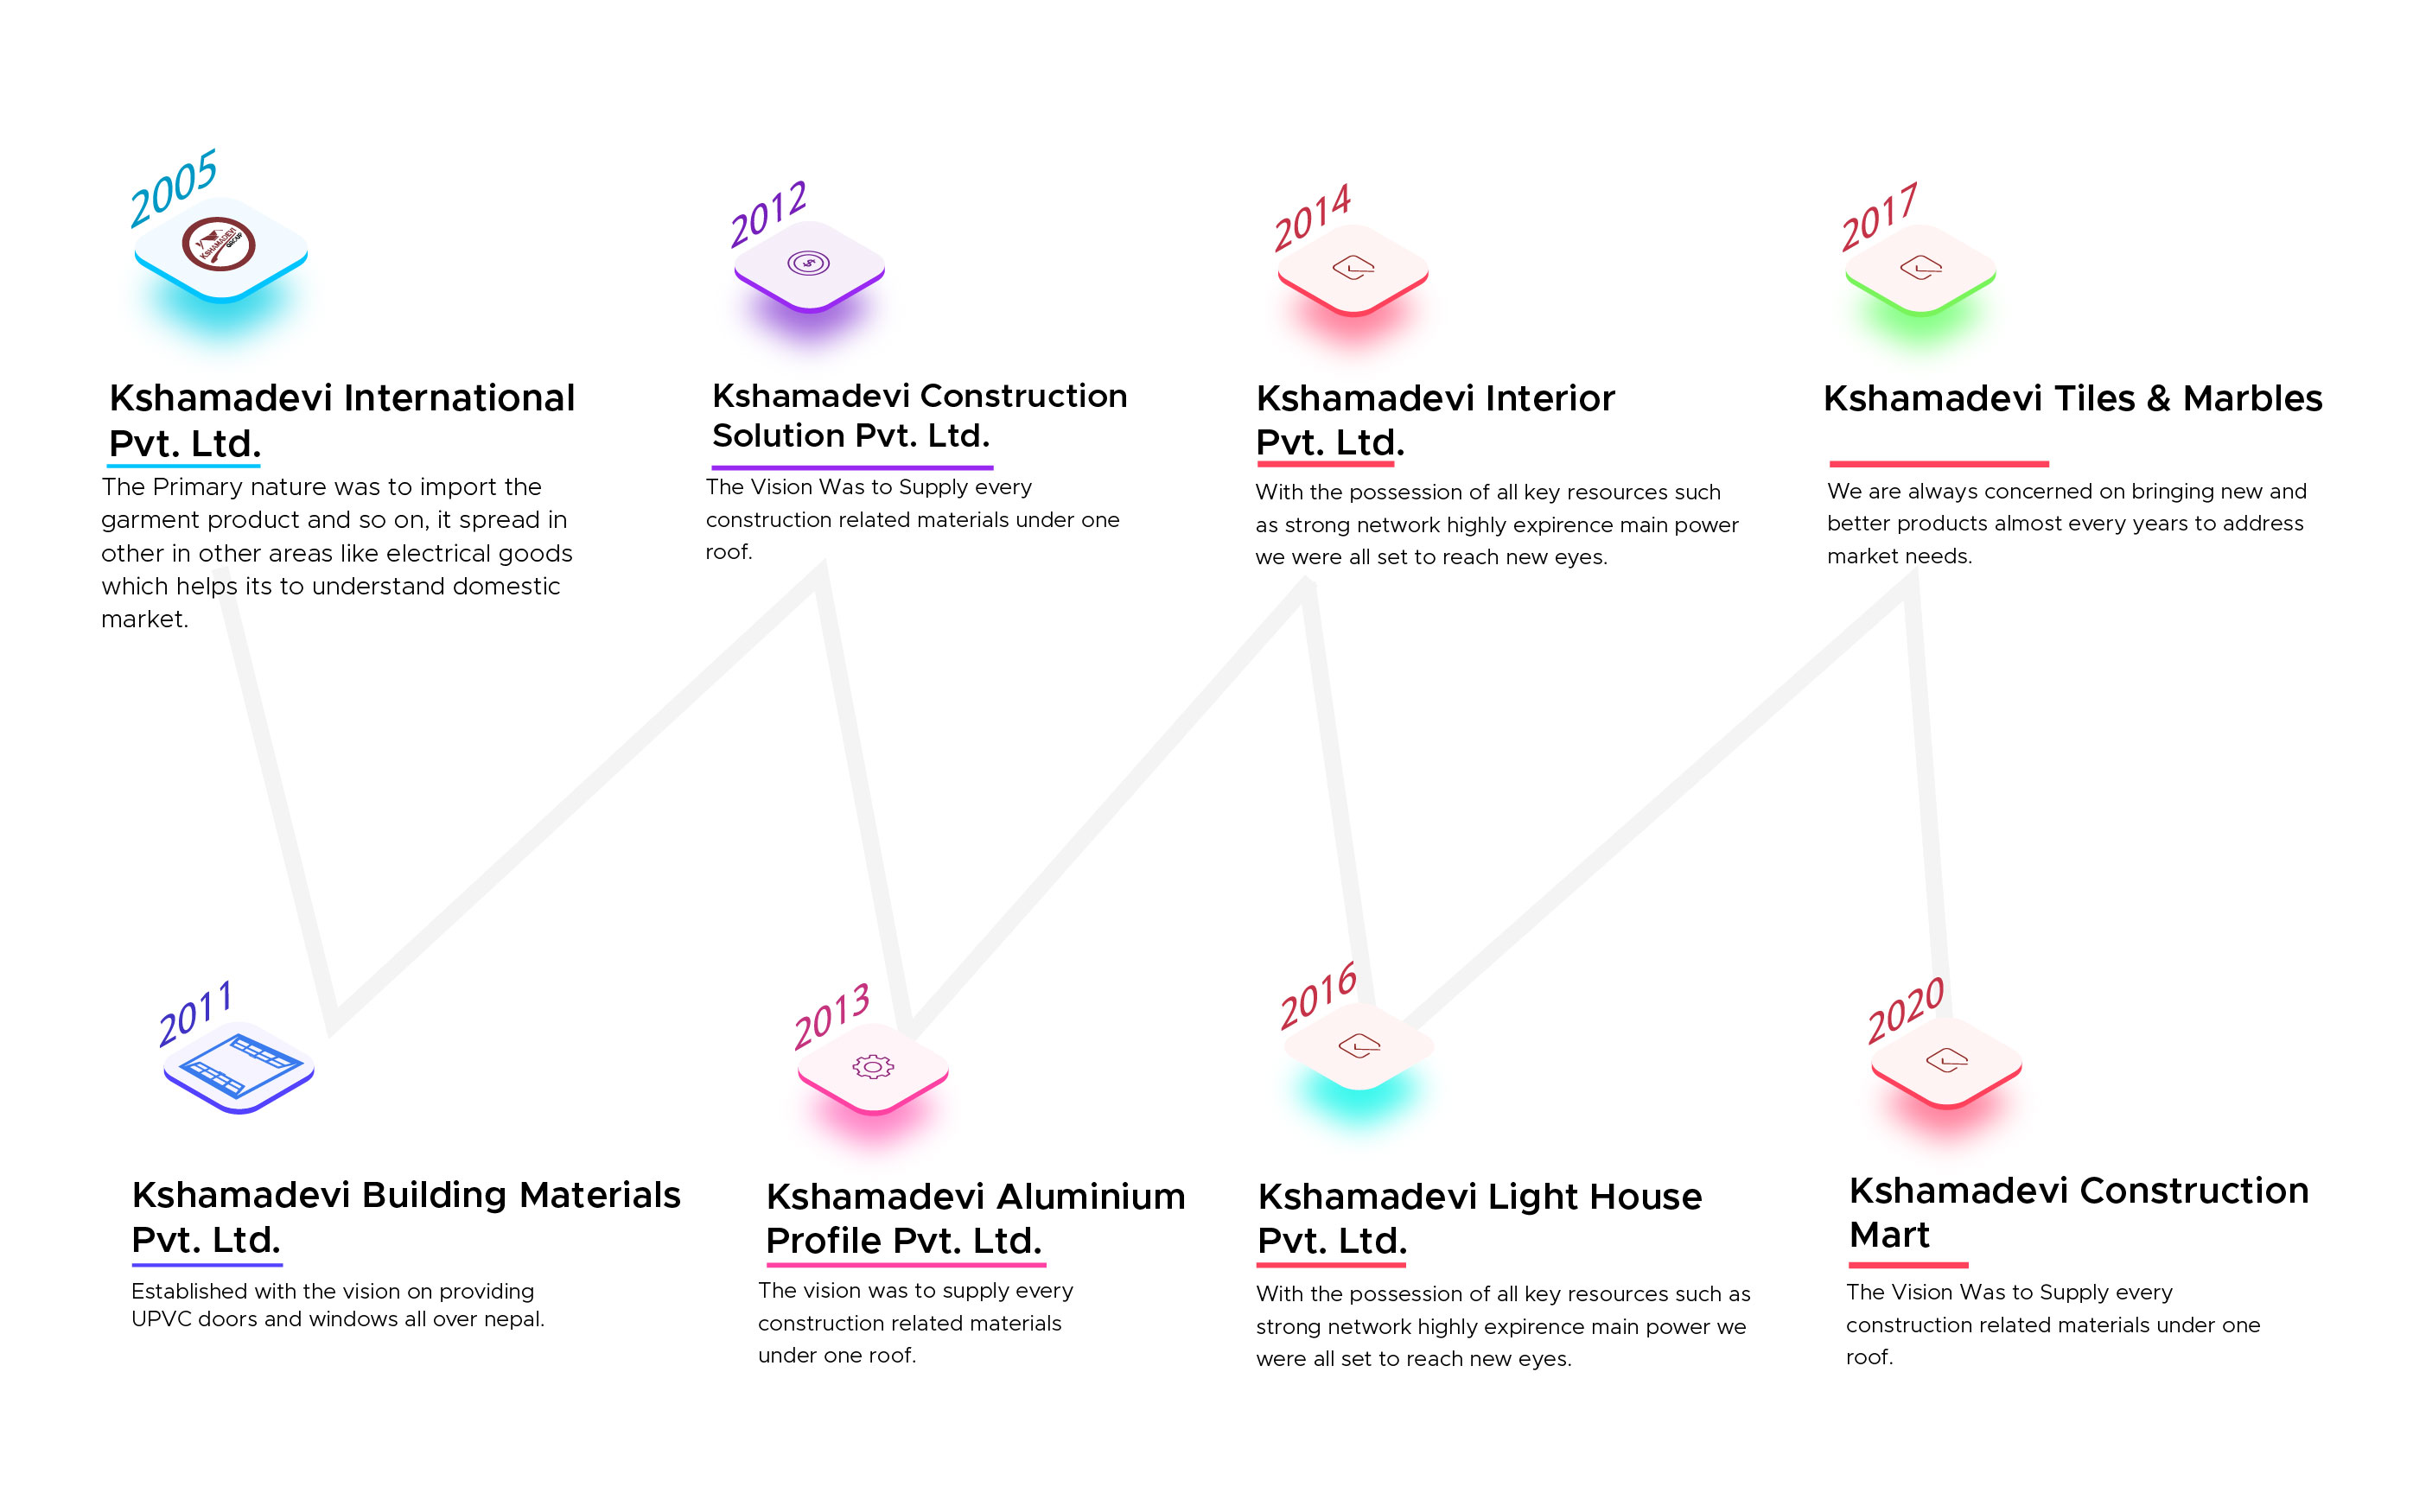 2005
KSHAMADEVI
GROUP
Kshamadevi International
Pvt. Ltd.
The Primary nature was to import the
garment product and so on, it spread in
other in other areas like electrical goods
which helps its to understand domestic
market.
2012
$
Kshamadevi Construction
Solution Pvt. Ltd.
The Vision Was to Supply every
construction related materials under one
roof.
2014
Kshamadevi Interior
Pvt. Ltd.
With the possession of all key resources such
as strong network highly expirence main power
we were all set to reach new eyes.
2017
Kshamadevi Tiles & Marbles
We are always concerned on bringing new and
better products almost every years to address
market needs.
2011
Kshamadevi Building Materials
Pvt. Ltd.
Established with the vision on providing
UPVC doors and windows all over nepal.
2013
Kshamadevi Aluminium
Profile Pvt. Ltd.
The vision was to supply every
construction related materials
under one roof.
2016
Kshamadevi Light House
Pvt. Ltd.
With the possession of all key resources such as
strong network highly expirence main power we
were all set to reach new eyes.
2020
Kshamadevi Construction
Mart
The Vision Was to Supply every
construction related materials under one
roof.